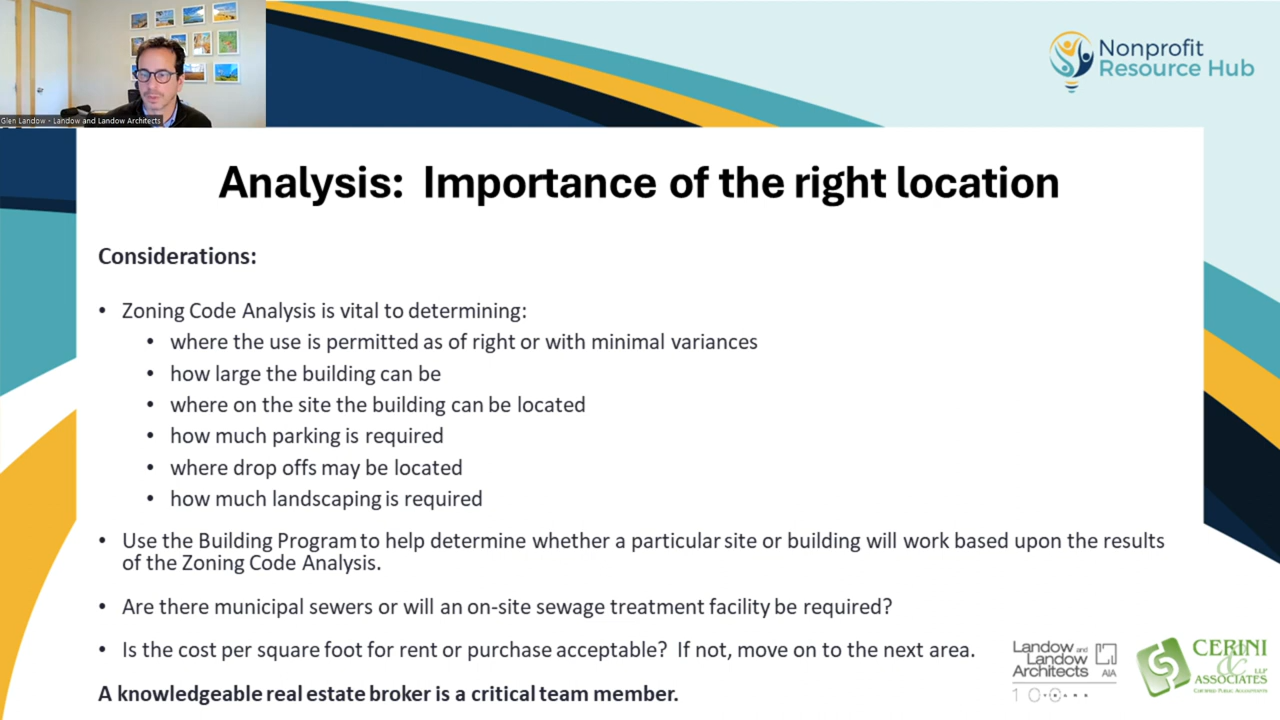 Glen Landow - Landow and Landow Architects
Nonprofit
Resource Hub
Analysis: Importance of the right location
Considerations:
• Zoning Code Analysis is vital to determining:
• where the use is permitted as of right or with minimal variances
• how large the building can be
• where on the site the building can be located
• how much parking is required
• where drop offs may be located
• how much landscaping is required
• Use the Building Program to help determine whether a particular site or building will work based upon the results
of the Zoning Code Analysis.
• Are there municipal sewers or will an on-site sewage treatment facility be required?
• Is the cost per square foot for rent or purchase acceptable? If not, move on to the next area.
A knowledgeable real estate broker is a critical team member.
Landow and
Landow
Architects AIA
CERINI
& LLP
ASSOCIATES
CERTIFIED PUBLIC ACCOUNTANTS